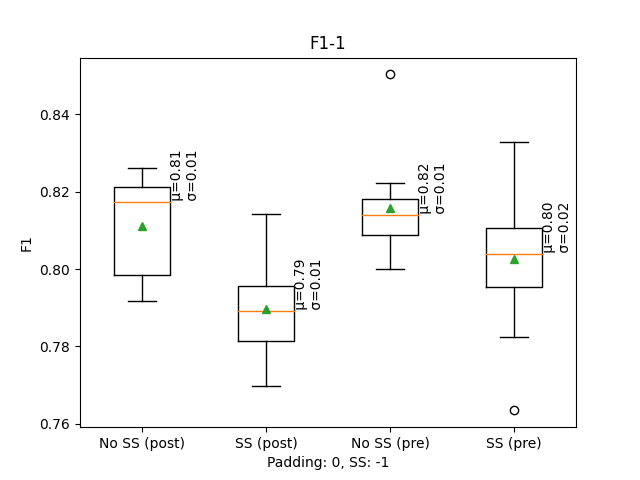 F1-1
F1
0.84
0.82
0.80
0.78
0.76
μ=0.81
σ=0.01
μ=0.79
σ=0.01
μ=0.82
σ=0.01
μ=0.80
σ=0.02
No SS (post)
SS (post)
No SS (pre)
SS (pre)
Padding: 0, SS: -1